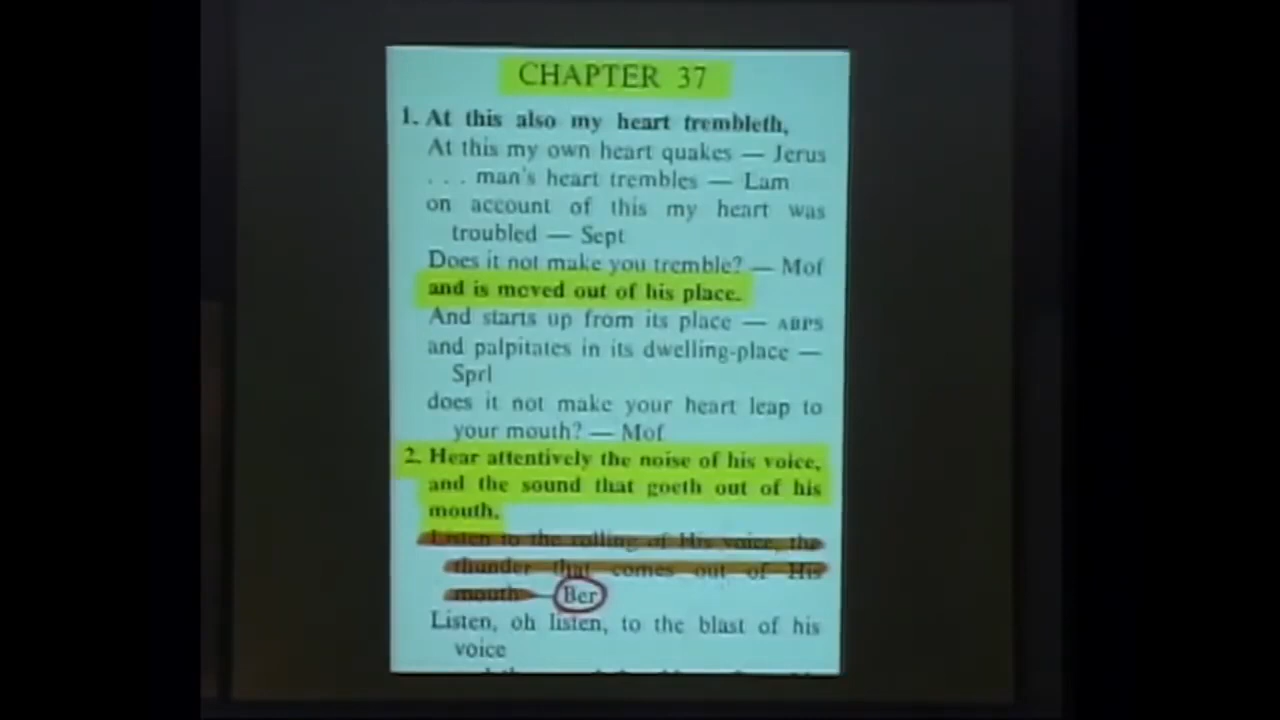 CHAPTER 37
1. At this also my heart trembleth,
At this my own heart quakes — Jerus
. . . man's heart trembles — Lam
on account of this my heart was
troubled — Sept
Does it not make you tremble? — Mof
and is moved out of his place.
And starts up from its place — ABPS
and palpitates in its dwelling-place —
Sprl
does it not make your heart leap to
your mouth? — Mof
2. Hear attentively the noise of his voice,
and the sound that goeth out of his
mouth.
Listen to the rolling of His voice, the
thunder that comes out of His
mouth — Ber
Listen, oh listen, to the blast of his
voice